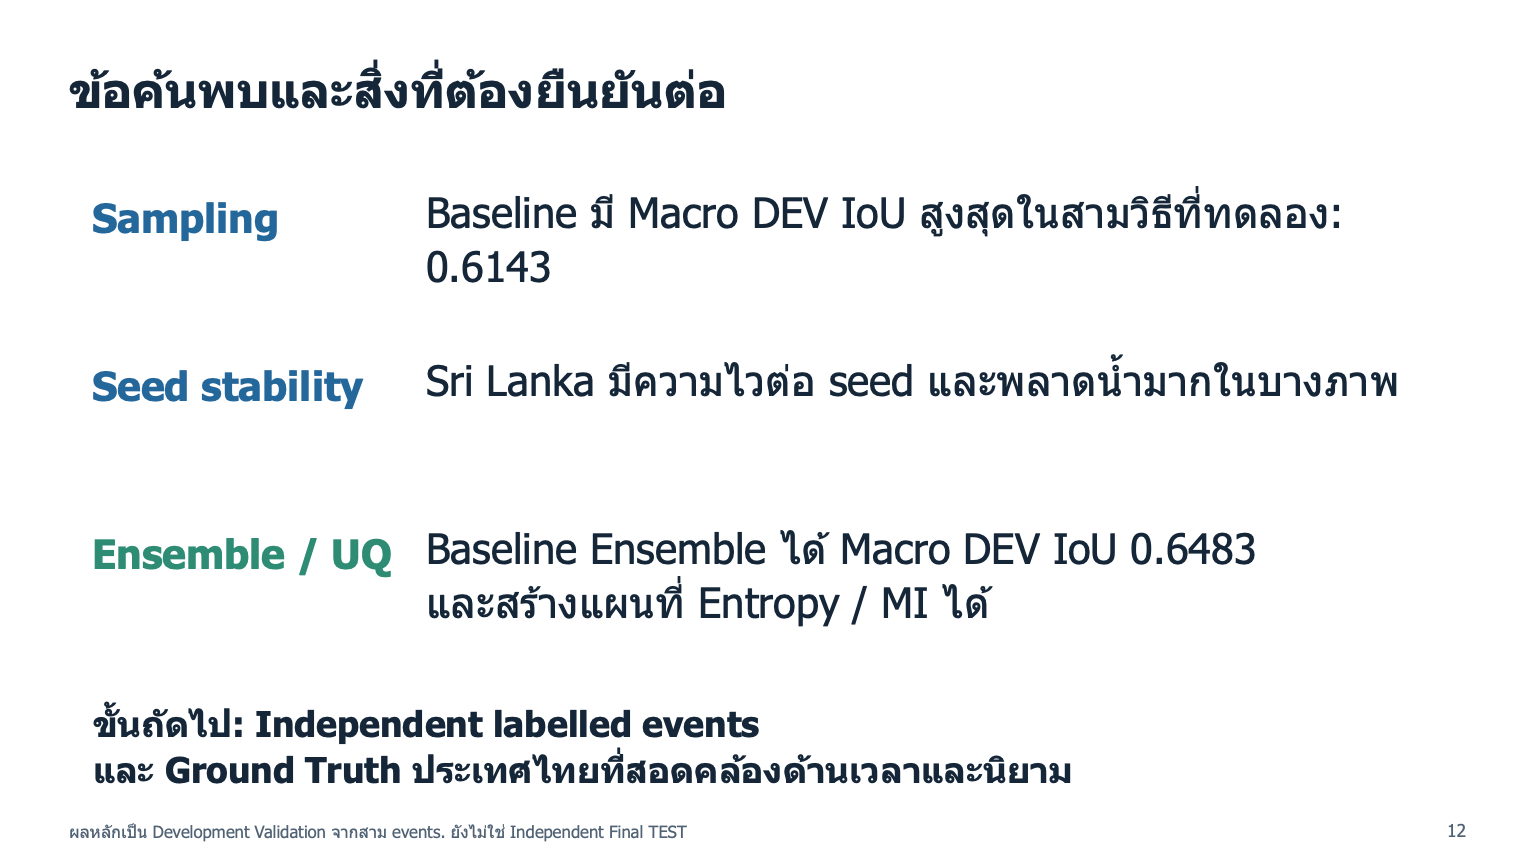 ข้อค้นพบและสิ่งที่ต้องยืนยันต่อ
Sampling
Baseline มี Macro DEV IoU สูงสุดในสามวิธีที่ทดลอง:
0.6143
Seed stability
Sri Lanka มีความไวต่อ seed และพลาดน้ำมากในบางภาพ
Ensemble / UQ
Baseline Ensemble ได้ Macro DEV IoU 0.6483
และสร้างแผนที่ Entropy / MI ได้
ขั้นถัดไป: Independent labelled events
และ Ground Truth ประเทศไทยที่สอดคล้องด้านเวลาและนิยาม
ผลหลักเป็น Development Validation จากสาม events. ยังไม่ใช่ Independent Final TEST
12